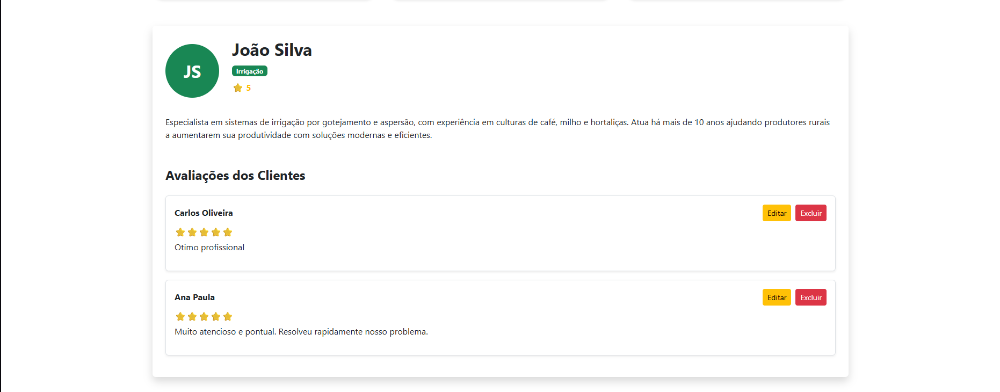 JS
João Silva
Irrigação
5
Especialista em sistemas de irrigação por gotejamento e aspersão, com experiência em culturas de café, milho e hortaliças. Atua há mais de 10 anos ajudando produtores rurais
a aumentarem sua produtividade com soluções modernas e eficientes.
Avaliações dos Clientes
Carlos Oliveira
Editar
Excluir
Otimo profissional
Ana Paula
Editar
Excluir
Muito atencioso e pontual. Resolveu rapidamente nosso problema.